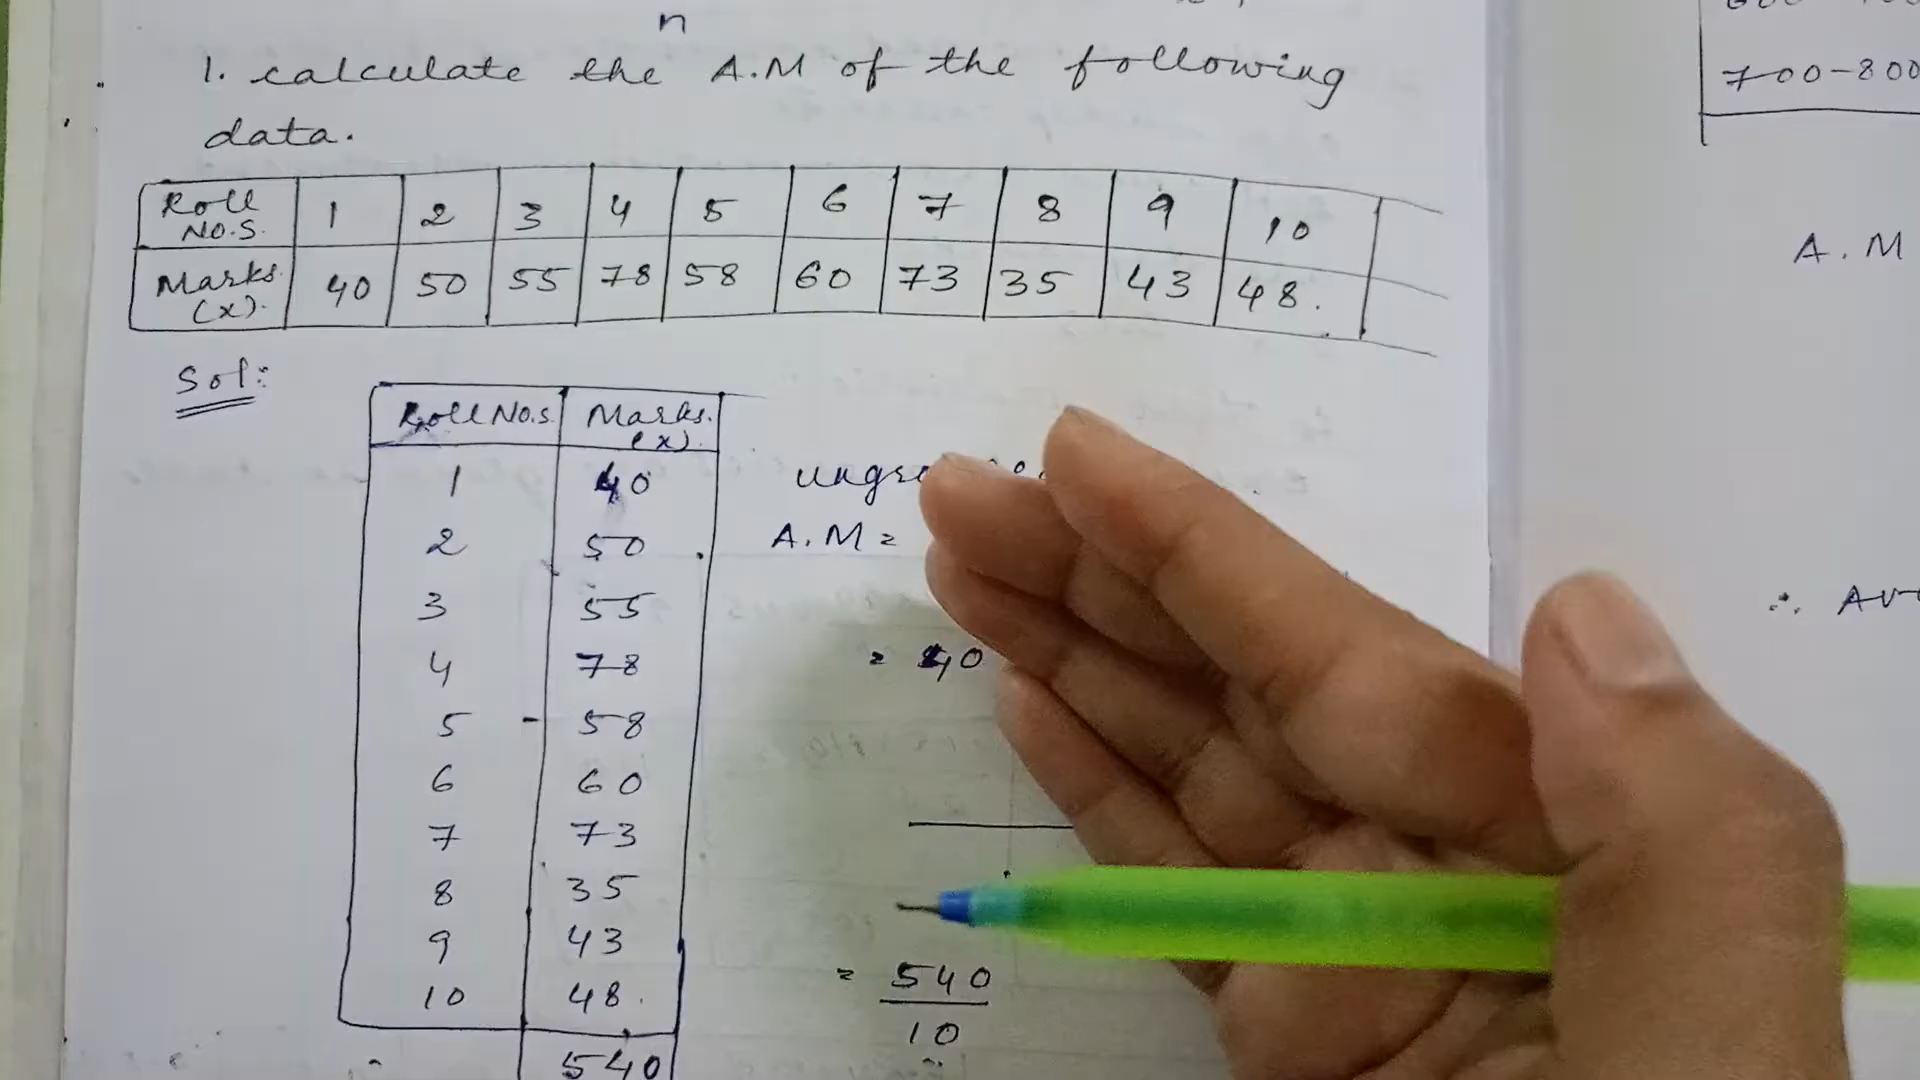 n
1. calculate the A.M of the following
data.
Roll No.s. 1 2 3 4 5 6 7 8 9 10
Marks (x). 40 50 55 78 58 60 73 35 43 48.
Sol:
Roll No.s. Marks. (x).
1 40
2 50
3 55
4 78
5 - 58
6 60
7 73
8 35
9 43
10 48.
540
A.M =
= 40
= 540
10
700-800
A.M
∴